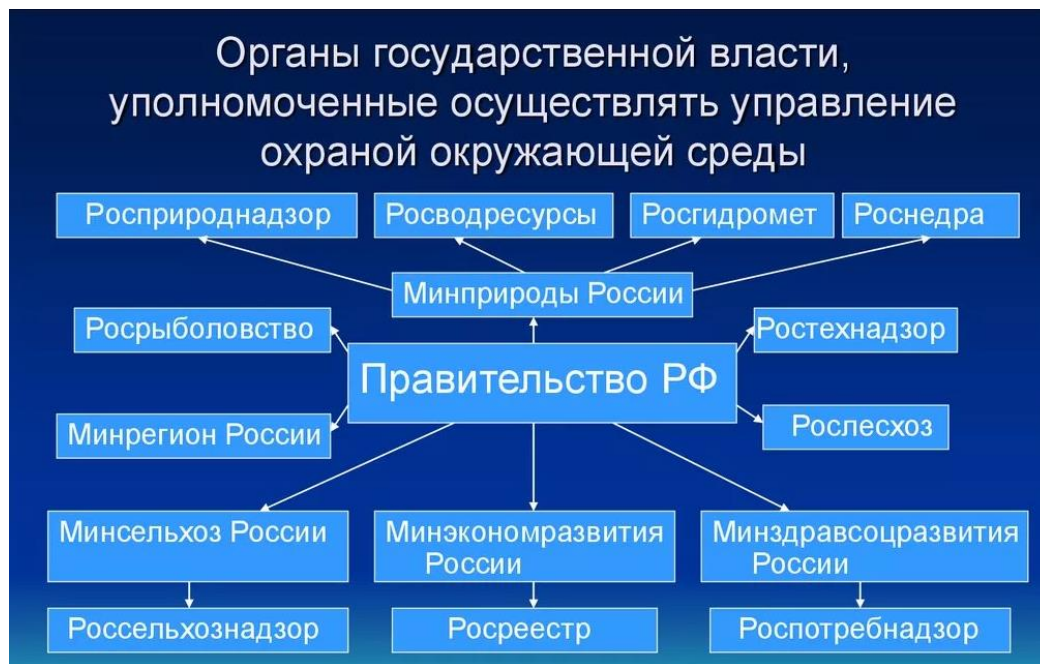 Органы государственной власти,
уполномоченные осуществлять управление
охраной окружающей среды
Росприроднадзор
Росводресурсы
Росгидромет
Роснедра
Минприроды России
Росрыболовство
Ростехнадзор
Правительство РФ
Минрегион России
Рослесхоз
Минсельхоз России
Минэкономразвития
России
Минздравсоцразвития
России
Россельхознадзор
Росреестр
Роспотребнадзор